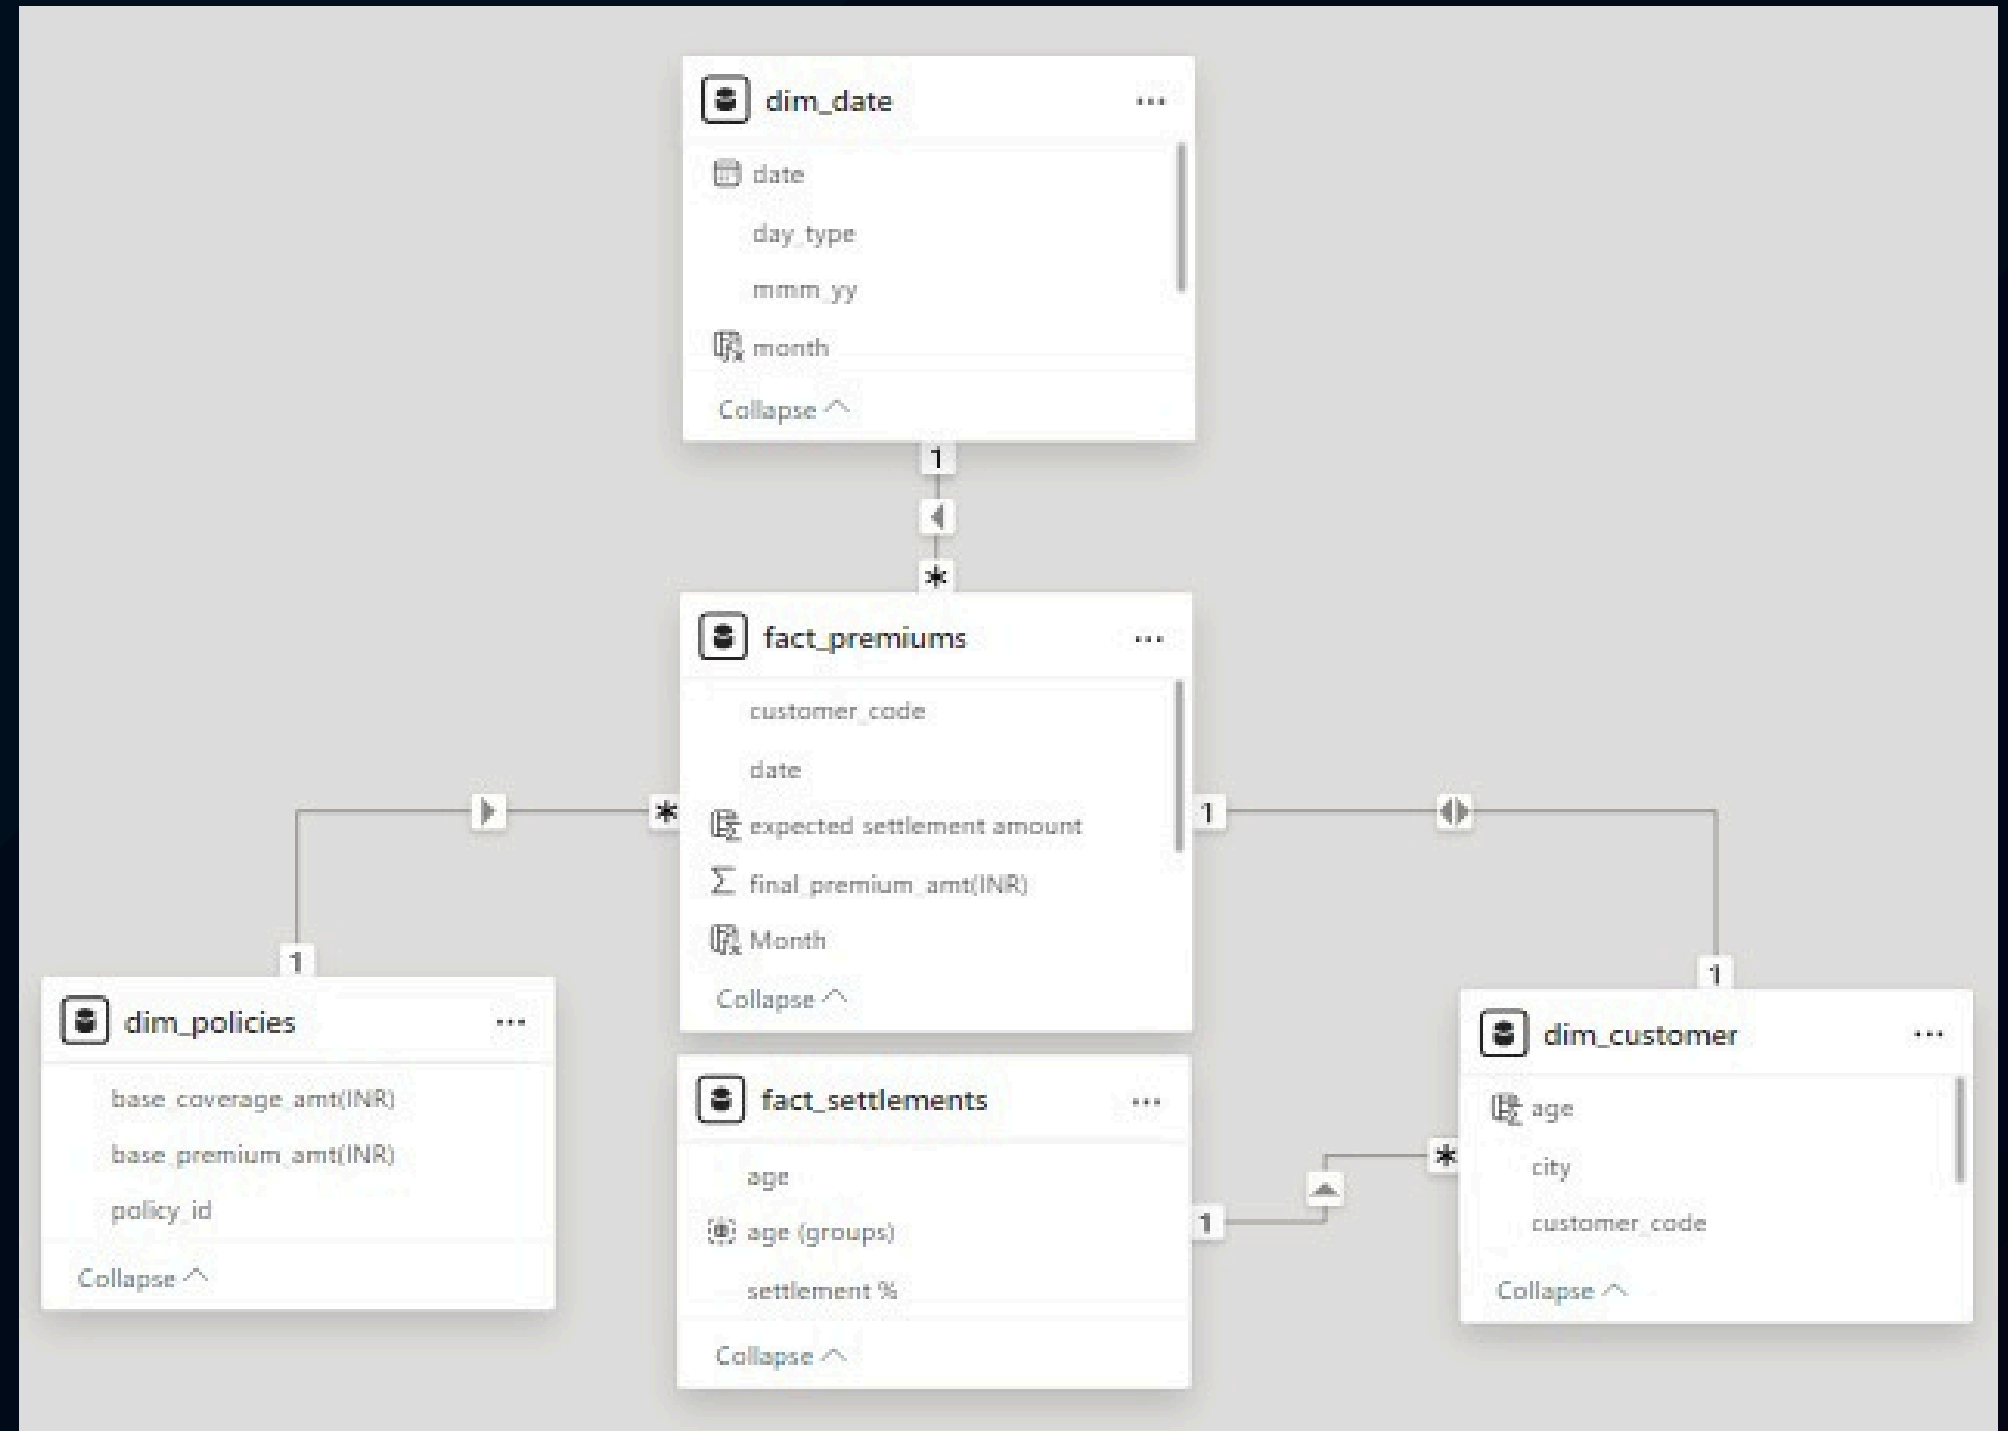 dim_date
date
day_type
mmm_yy
month
Collapse
1
*
fact_premiums
customer_code
date
expected settlement amount
final_premium_amt(INR)
Month
Collapse
*
1
1
1
dim_policies
base_coverage_amt(INR)
base_premium_amt(INR)
policy_id
Collapse
fact_settlements
age
age (groups)
settlement %
Collapse
1
*
dim_customer
age
city
customer_code
Collapse